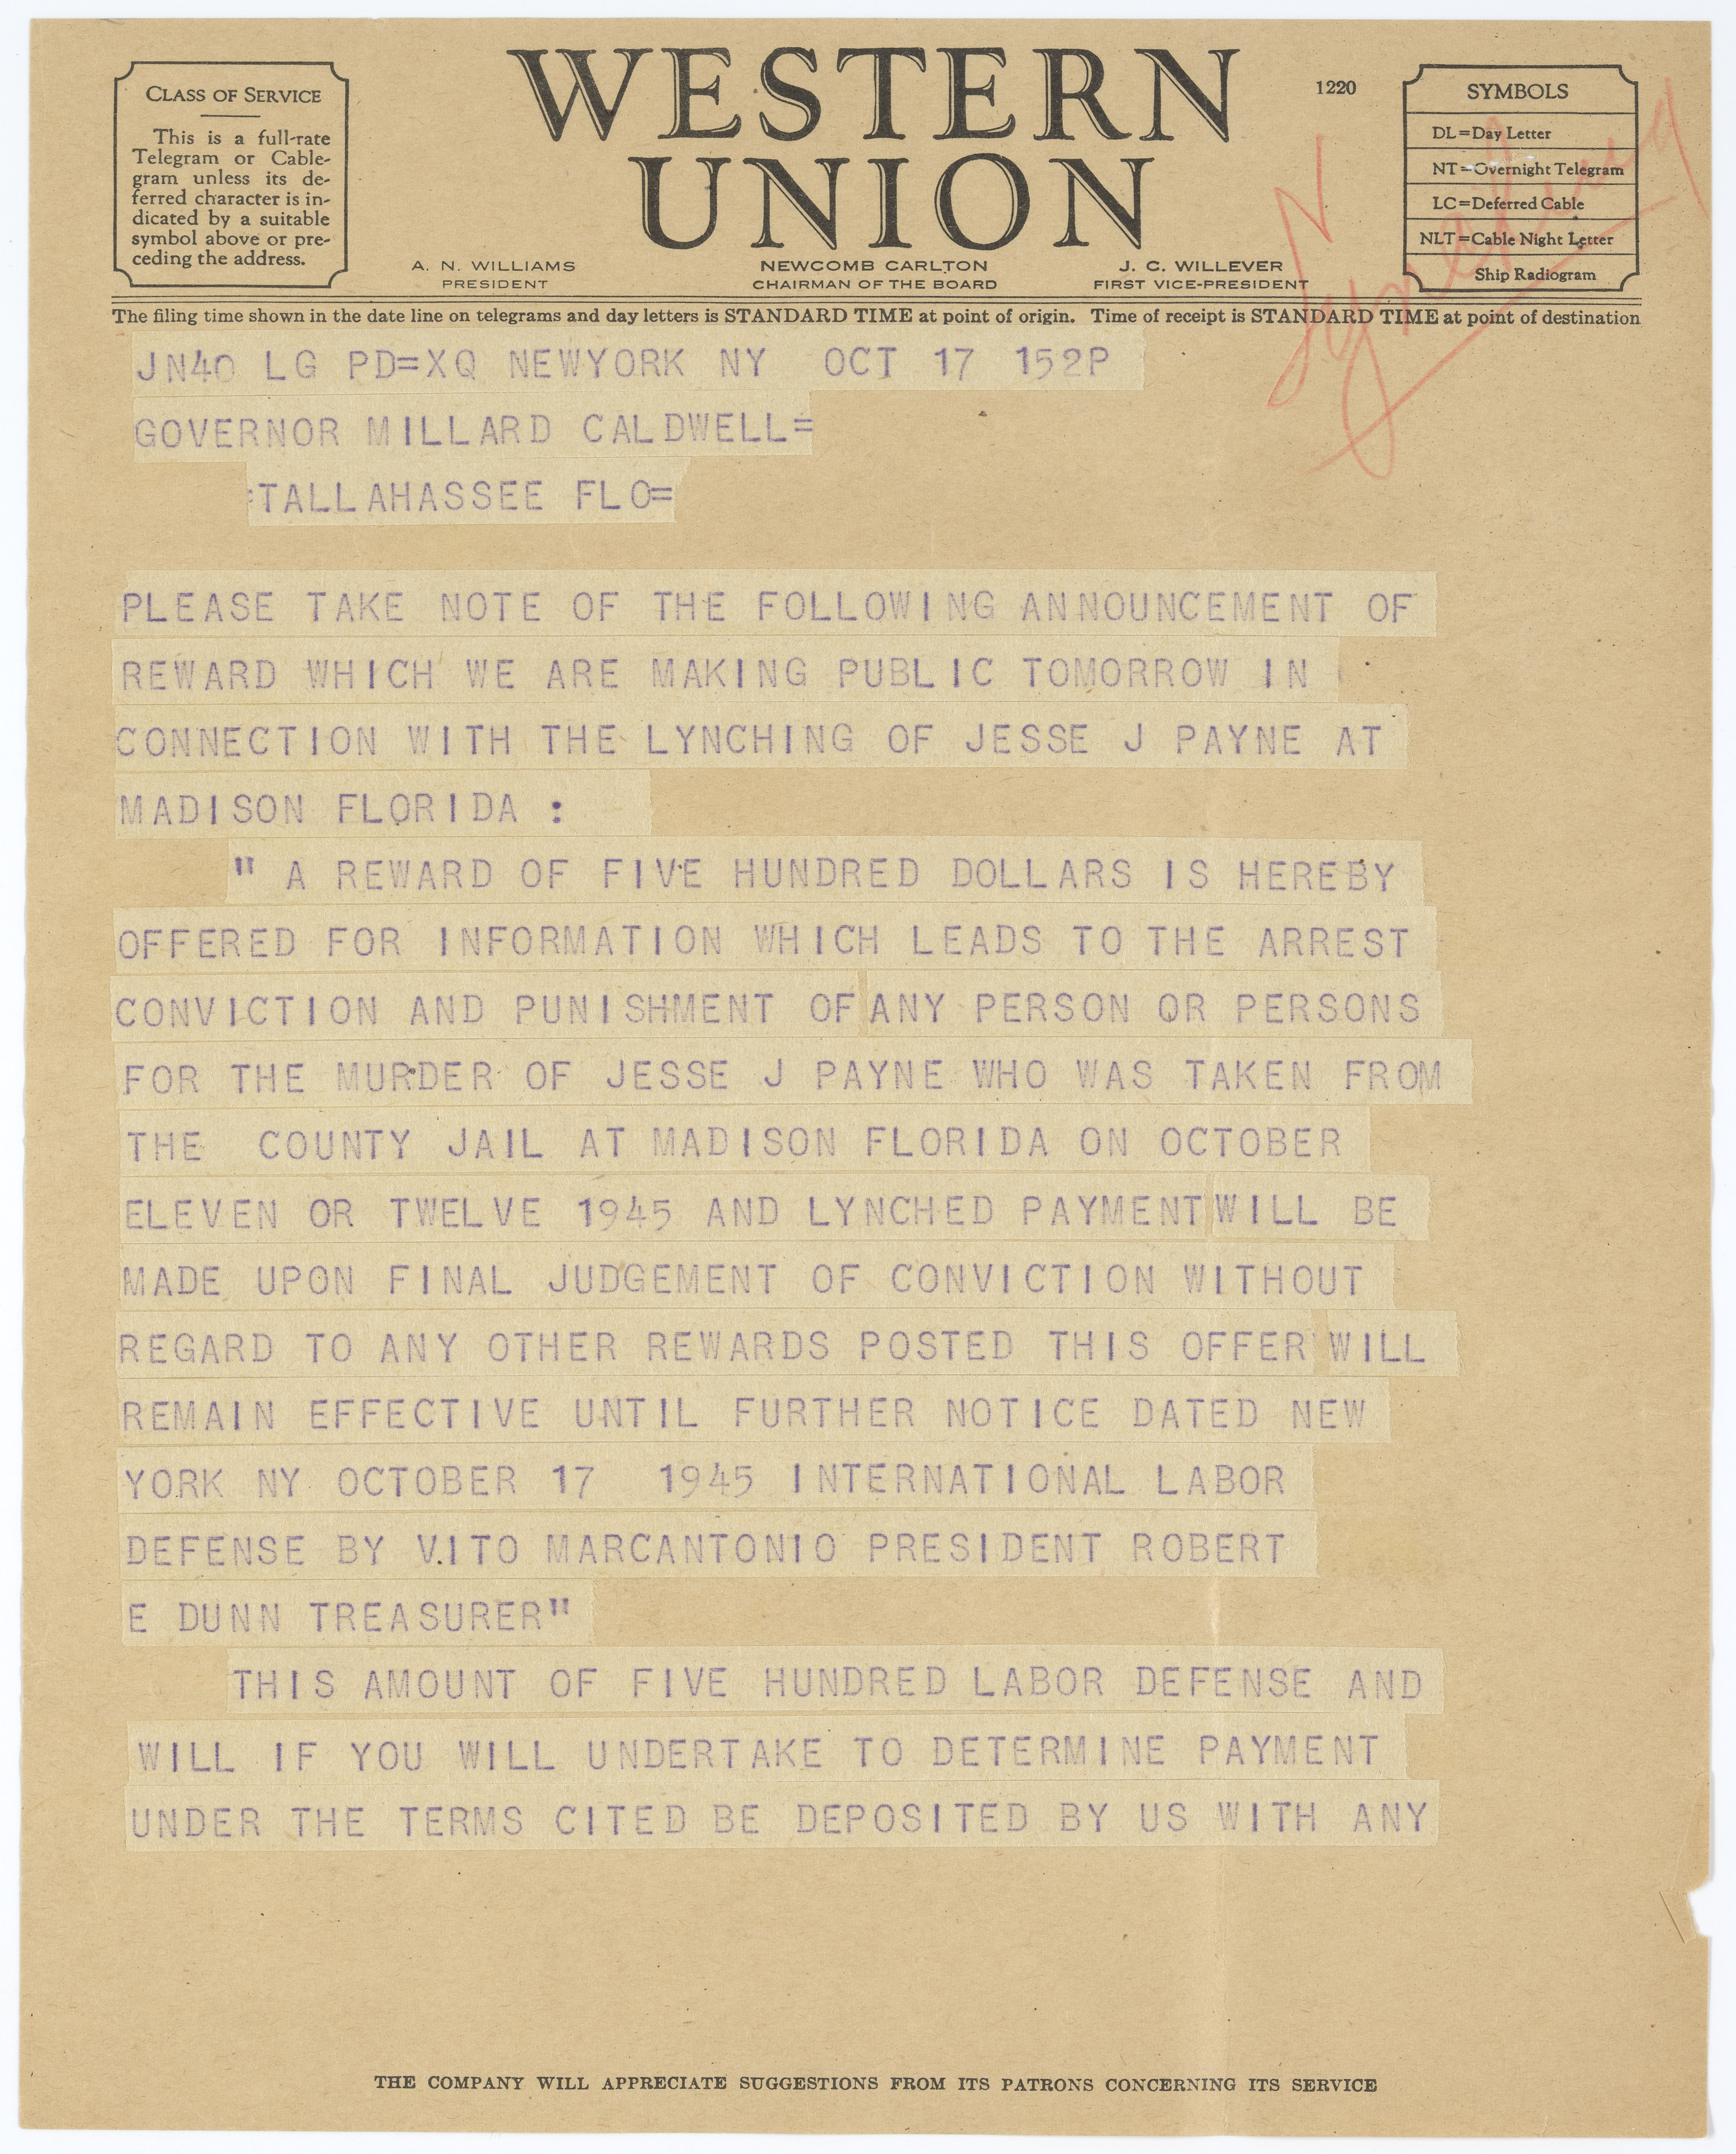 CLASS OF SERVICE
This is a full-rate
Telegram or Cable-
gram unless its de-
ferred character is in-
dicated by a suitable
symbol above or pre-
ceding the address.
WESTERN
UNION
1220
SYMBOLS
DL=Day Letter
NT=Overnight Telegram
LC=Deferred Cable
NLT=Cable Night Letter
Ship Radiogram
A. N. WILLIAMS
PRESIDENT
NEWCOMB CARLTON
CHAIRMAN OF THE BOARD
J. C. WILLEVER
FIRST VICE-PRESIDENT
Lynching
The filing time shown in the date line on telegrams and day letters is STANDARD TIME at point of origin. Time of receipt is STANDARD TIME at point of destination
JN40 LG PD=XQ NEWYORK NY OCT 17 152P
GOVERNOR MILLARD CALDWELL=
=TALLAHASSEE FLO=
PLEASE TAKE NOTE OF THE FOLLOWING ANNOUNCEMENT OF
REWARD WHICH WE ARE MAKING PUBLIC TOMORROW IN
CONNECTION WITH THE LYNCHING OF JESSE J PAYNE AT
MADISON FLORIDA :
" A REWARD OF FIVE HUNDRED DOLLARS IS HEREBY
OFFERED FOR INFORMATION WHICH LEADS TO THE ARREST
CONVICTION AND PUNISHMENT OF ANY PERSON OR PERSONS
FOR THE MURDER OF JESSE J PAYNE WHO WAS TAKEN FROM
THE COUNTY JAIL AT MADISON FLORIDA ON OCTOBER
ELEVEN OR TWELVE 1945 AND LYNCHED PAYMENT WILL BE
MADE UPON FINAL JUDGEMENT OF CONVICTION WITHOUT
REGARD TO ANY OTHER REWARDS POSTED THIS OFFER WILL
REMAIN EFFECTIVE UNTIL FURTHER NOTICE DATED NEW
YORK NY OCTOBER 17 1945 INTERNATIONAL LABOR
DEFENSE BY VITO MARCANTONIO PRESIDENT ROBERT
E DUNN TREASURER"
THIS AMOUNT OF FIVE HUNDRED LABOR DEFENSE AND
WILL IF YOU WILL UNDERTAKE TO DETERMINE PAYMENT
UNDER THE TERMS CITED BE DEPOSITED BY US WITH ANY
THE COMPANY WILL APPRECIATE SUGGESTIONS FROM ITS PATRONS CONCERNING ITS SERVICE